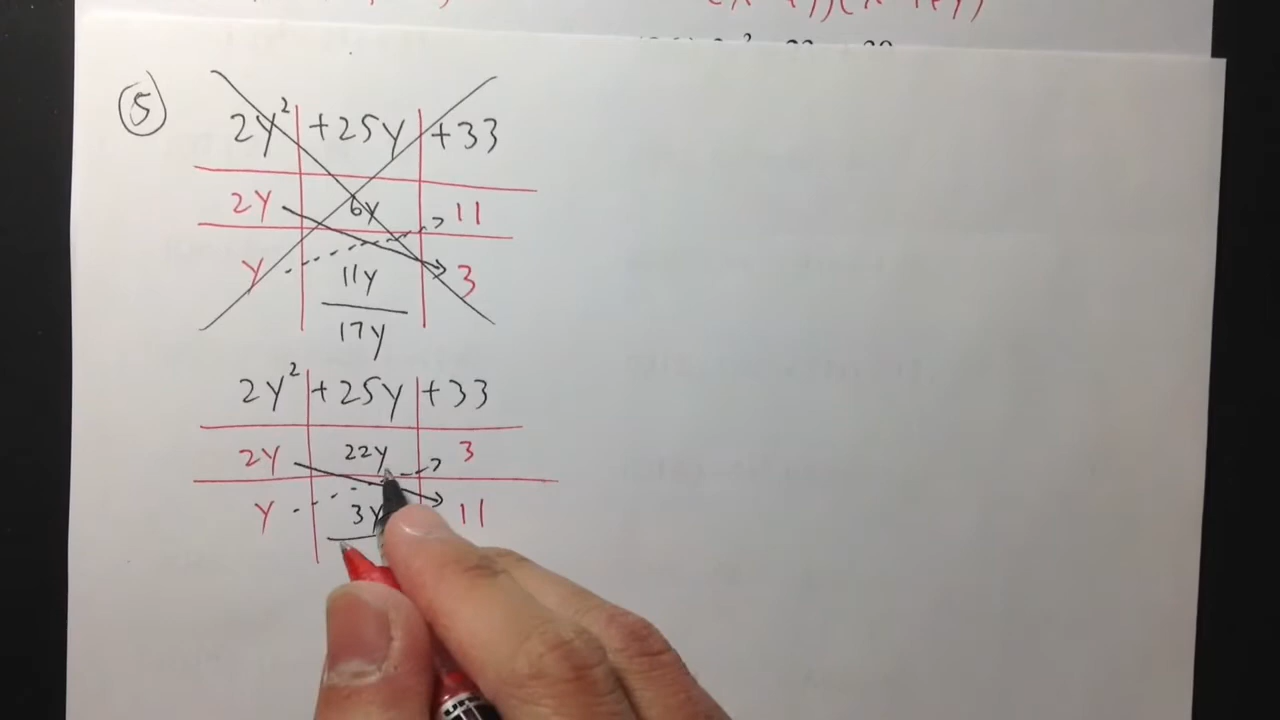 ⑤
2y² +25y +33
2y 6y 11
y 11y 3
17y
2y² +25y +33
2y 22y 3
y 3y 11